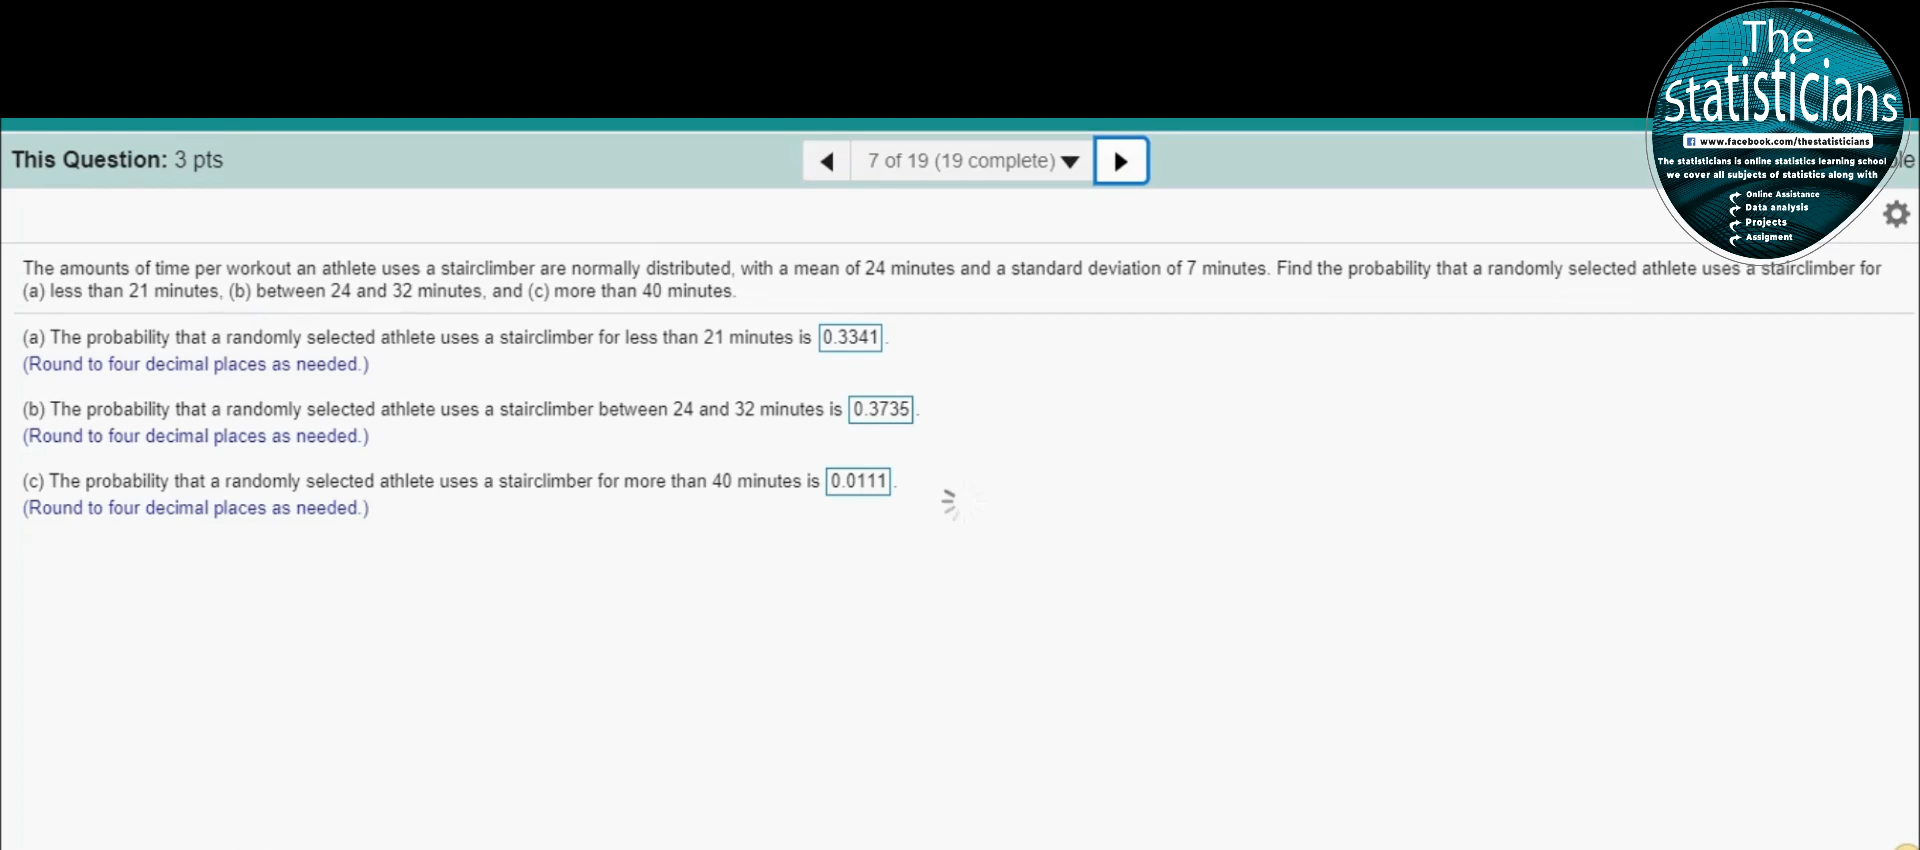 The
Statisticians
www.facebook.com/thestatisticians
The statisticians is online statistics learning school
we cover all subjects of statistics along with
Online Assistance
Data analysis
Projects
Assigment
This Question: 3 pts
7 of 19 (19 complete)
The amounts of time per workout an athlete uses a stairclimber are normally distributed, with a mean of 24 minutes and a standard deviation of 7 minutes. Find the probability that a randomly selected athlete uses a stairclimber for
(a) less than 21 minutes, (b) between 24 and 32 minutes, and (c) more than 40 minutes.
(a) The probability that a randomly selected athlete uses a stairclimber for less than 21 minutes is 0.3341.
(Round to four decimal places as needed.)
(b) The probability that a randomly selected athlete uses a stairclimber between 24 and 32 minutes is 0.3735.
(Round to four decimal places as needed.)
(c) The probability that a randomly selected athlete uses a stairclimber for more than 40 minutes is 0.0111.
(Round to four decimal places as needed.)